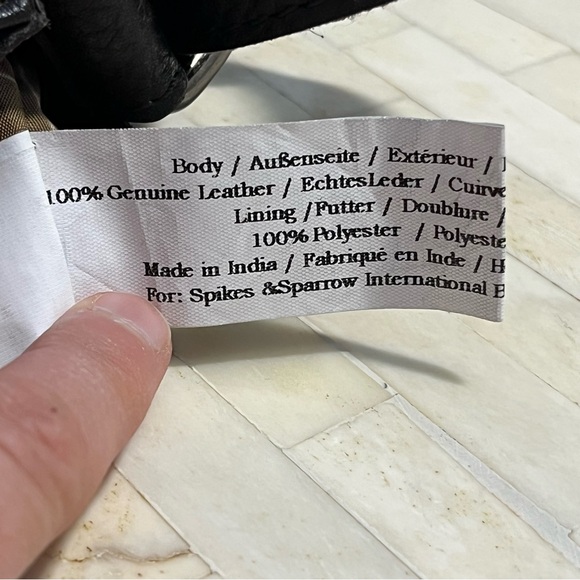 Body / Außenseite / Extérieur /
100% Genuine Leather / EchtesLeder / Cuirve
Lining /Futter / Doublure /
100% Polyester / Polyeste
Made in India / Fabriqué en Inde / H
For: Spikes &Sparrow International B